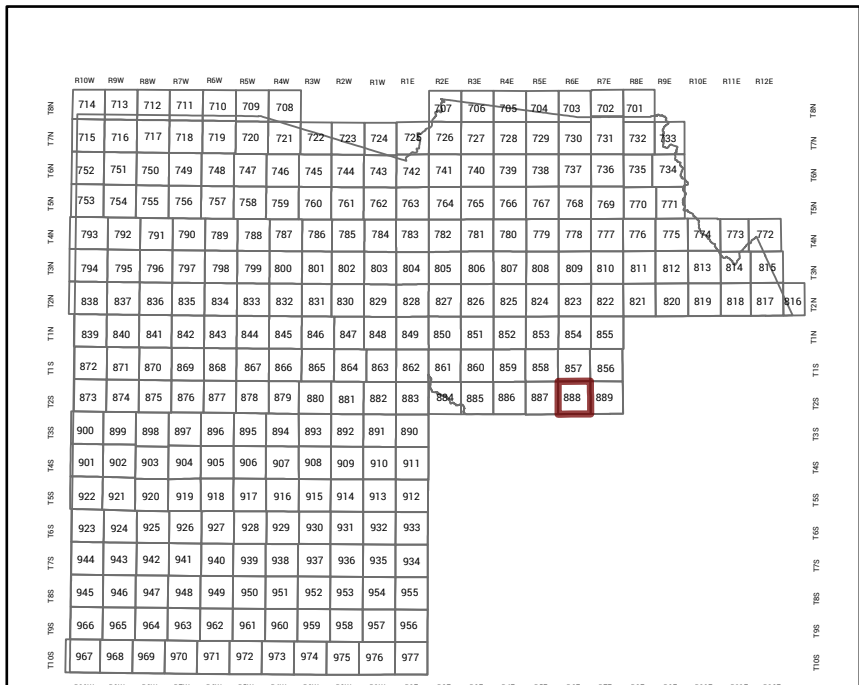 R10W R9W R8W R7W R6W R5W R4W R3W R2W R1W R1E R2E R3E R4E R5E R6E R7E R8E R9E R10E R11E R12E
T8N 714 713 712 711 710 709 708 707 706 705 704 703 702 701 T8N
T7N 715 716 717 718 719 720 721 722 723 724 725 726 727 728 729 730 731 732 733 T7N
T6N 752 751 750 749 748 747 746 745 744 743 742 741 740 739 738 737 736 735 734 T6N
T5N 753 754 755 756 757 758 759 760 761 762 763 764 765 766 767 768 769 770 771 T5N
T4N 793 792 791 790 789 788 787 786 785 784 783 782 781 780 779 778 777 776 775 774 773 772 T4N
T3N 794 795 796 797 798 799 800 801 802 803 804 805 806 807 808 809 810 811 812 813 814 815 T3N
T2N 838 837 836 835 834 833 832 831 830 829 828 827 826 825 824 823 822 821 820 819 818 817 816 T2N
T1N 839 840 841 842 843 844 845 846 847 848 849 850 851 852 853 854 855 T1N
T1S 872 871 870 869 868 867 866 865 864 863 862 861 860 859 858 857 856 T1S
T2S 873 874 875 876 877 878 879 880 881 882 883 884 885 886 887 888 889 T2S
T3S 900 899 898 897 896 895 894 893 892 891 890 T3S
T4S 901 902 903 904 905 906 907 908 909 910 911 T4S
T5S 922 921 920 919 918 917 916 915 914 913 912 T5S
T6S 923 924 925 926 927 928 929 930 931 932 933 T6S
T7S 944 943 942 941 940 939 938 937 936 935 934 T7S
T8S 945 946 947 948 949 950 951 952 953 954 955 T8S
T9S 966 965 964 963 962 961 960 959 958 957 956 T9S
T10S 967 968 969 970 971 972 973 974 975 976 977 T10S